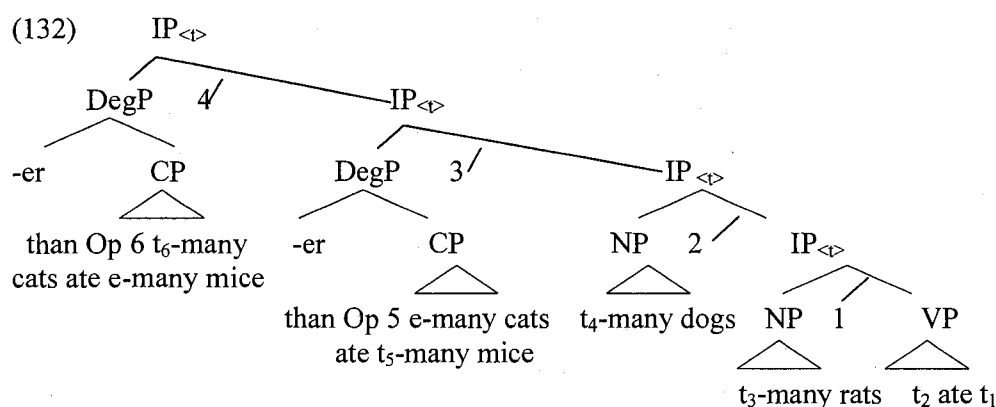 (132) IP<t>
DegP 4 IP<t>
-er CP DegP 3 IP<t>
than Op 6 t6-many -er CP NP 2 IP<t>
cats ate e-many mice
than Op 5 e-many cats t4-many dogs NP 1 VP
ate t5-many mice
t3-many rats t2 ate t1